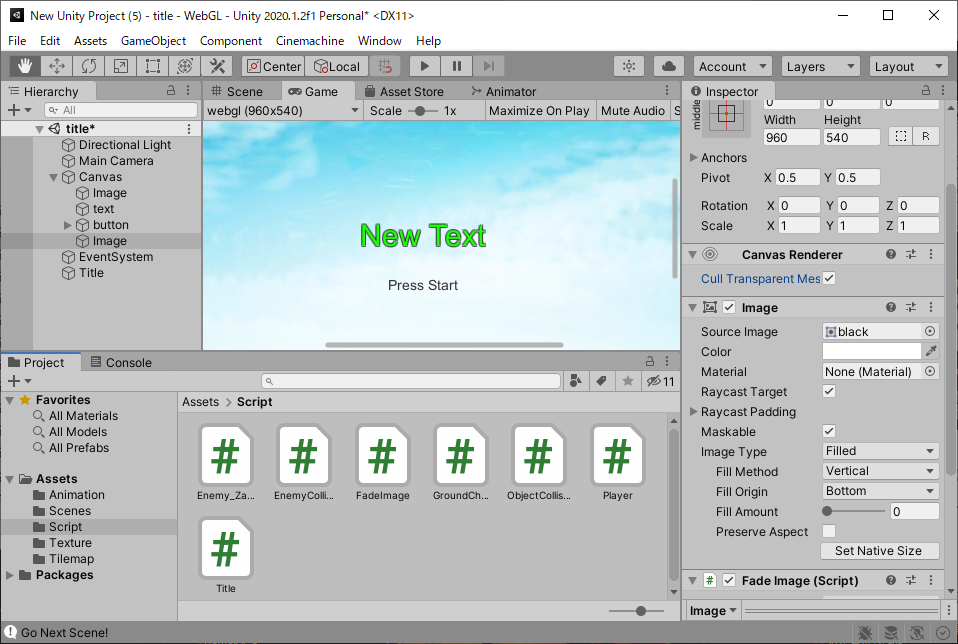 New Unity Project (5) - title - WebGL - Unity 2020.1.2f1 Personal* <DX11>
File Edit Assets GameObject Component Cinemachine Window Help
Center Local Account Layers Layout
Hierarchy
All
title*
Directional Light
Main Camera
Canvas
Image
text
button
Image
EventSystem
Title
Scene Game Asset Store Animator
webgl (960x540) Scale 1x Maximize On Play Mute Audio S
New Text
Press Start
Project Console
11
Favorites
All Materials
All Models
All Prefabs
Assets
Animation
Scenes
Script
Texture
Tilemap
Packages
Assets > Script
# # # # # #
Enemy_Za... EnemyColli... FadeImage GroundCh... ObjectCollis... Player
#
Title
Inspector
middle
0 0 0
Width Height
960 540
R
Anchors
Pivot X 0.5 Y 0.5
Rotation X 0 Y 0 Z 0
Scale X 1 Y 1 Z 1
Canvas Renderer
Cull Transparent Mes
Image
Source Image black
Color
Material None (Material)
Raycast Target
Raycast Padding
Maskable
Image Type Filled
Fill Method Vertical
Fill Origin Bottom
Fill Amount 0
Preserve Aspect
Set Native Size
# Fade Image (Script)
Image
Go Next Scene!